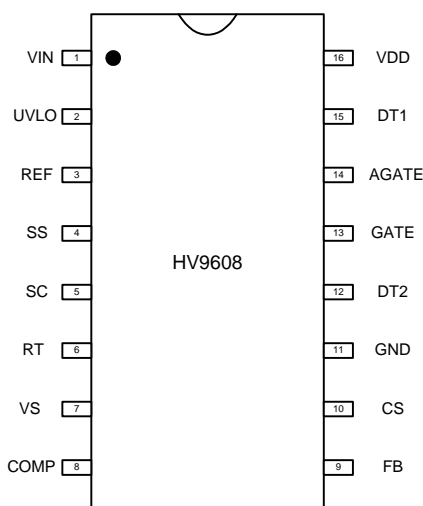 VIN 1 16 VDD
UVLO 2 15 DT1
REF 3 14 AGATE
SS 4 13 GATE
HV9608
SC 5 12 DT2
RT 6 11 GND
VS 7 10 CS
COMP 8 9 FB